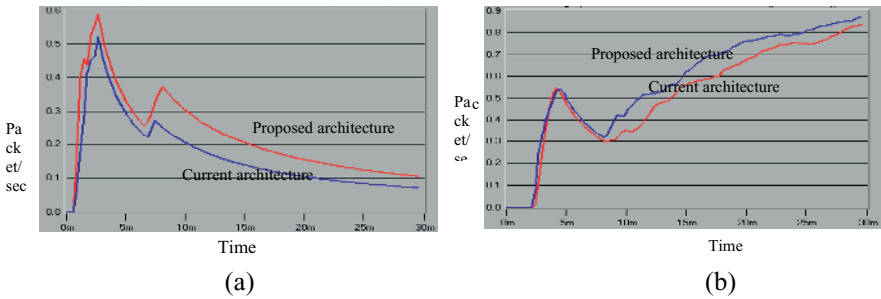 0.6
0.5
0.4
0.3
0.2
0.1
0.0
Pa
ck
et/
sec
Proposed architecture
Current architecture
0m
5m
10m
15m
20m
25m
30m
Time
(a)
0.9
0.8
0.7
0.6
0.5
0.4
0.3
0.2
0.1
0.0
Pac
ck
et/
Proposed architecture
Current architecture
0m
5m
10m
15m
20m
25m
30m
Time
(b)